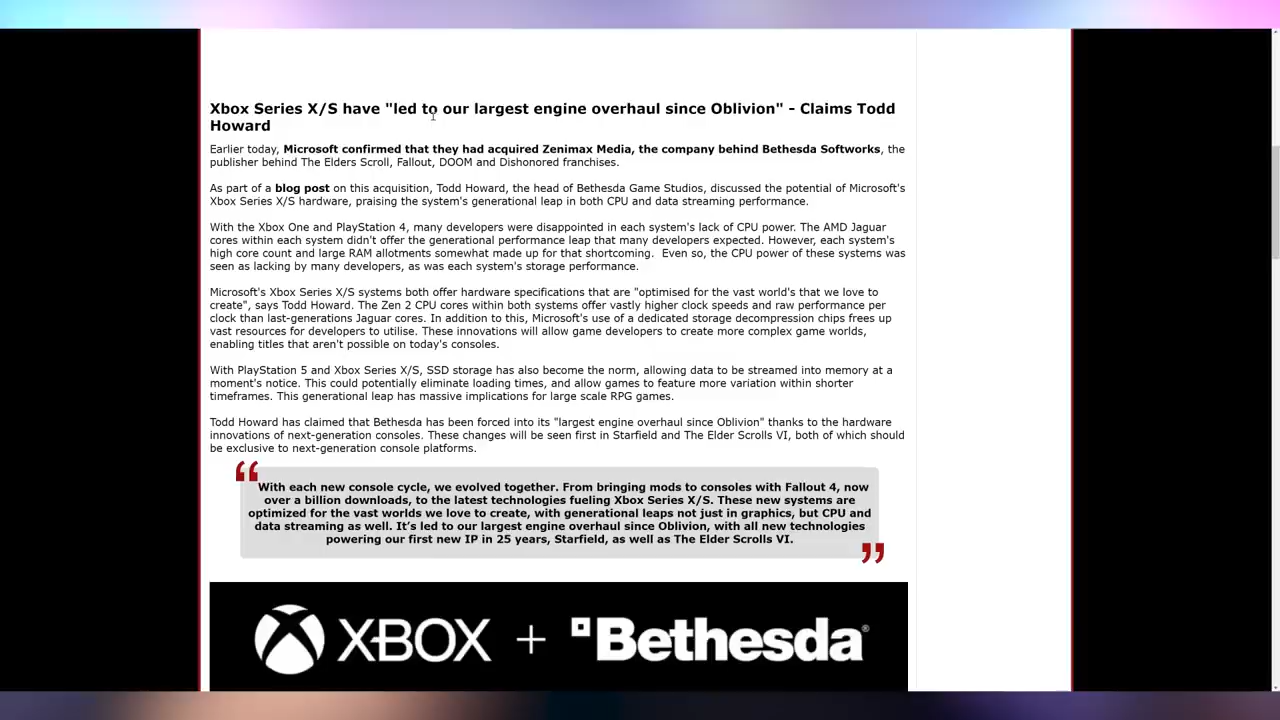 Xbox Series X/S have "led to our largest engine overhaul since Oblivion" - Claims Todd
Howard
Earlier today, Microsoft confirmed that they had acquired Zenimax Media, the company behind Bethesda Softworks, the
publisher behind The Elders Scroll, Fallout, DOOM and Dishonored franchises.
As part of a blog post on this acquisition, Todd Howard, the head of Bethesda Game Studios, discussed the potential of Microsoft's
Xbox Series X/S hardware, praising the system's generational leap in both CPU and data streaming performance.
With the Xbox One and PlayStation 4, many developers were disappointed in each system's lack of CPU power. The AMD Jaguar
cores within each system didn't offer the generational performance leap that many developers expected. However, each system's
high core count and large RAM allotments somewhat made up for that shortcoming.  Even so, the CPU power of these systems was
seen as lacking by many developers, as was each system's storage performance.
Microsoft's Xbox Series X/S systems both offer hardware specifications that are "optimised for the vast world's that we love to
create", says Todd Howard. The Zen 2 CPU cores within both systems offer vastly higher clock speeds and raw performance per
clock than last-generations Jaguar cores. In addition to this, Microsoft's use of a dedicated storage decompression chips frees up
vast resources for developers to utilise. These innovations will allow game developers to create more complex game worlds,
enabling titles that aren't possible on today's consoles.
With PlayStation 5 and Xbox Series X/S, SSD storage has also become the norm, allowing data to be streamed into memory at a
moment's notice. This could potentially eliminate loading times, and allow games to feature more variation within shorter
timeframes. This generational leap has massive implications for large scale RPG games.
Todd Howard has claimed that Bethesda has been forced into its "largest engine overhaul since Oblivion" thanks to the hardware
innovations of next-generation consoles. These changes will be seen first in Starfield and The Elder Scrolls VI, both of which should
be exclusive to next-generation console platforms.
“With each new console cycle, we evolved together. From bringing mods to consoles with Fallout 4, now
over a billion downloads, to the latest technologies fueling Xbox Series X/S. These new systems are
optimized for the vast worlds we love to create, with generational leaps not just in graphics, but CPU and
data streaming as well. It’s led to our largest engine overhaul since Oblivion, with all new technologies
powering our first new IP in 25 years, Starfield, as well as The Elder Scrolls VI.”
XBOX + Bethesda®